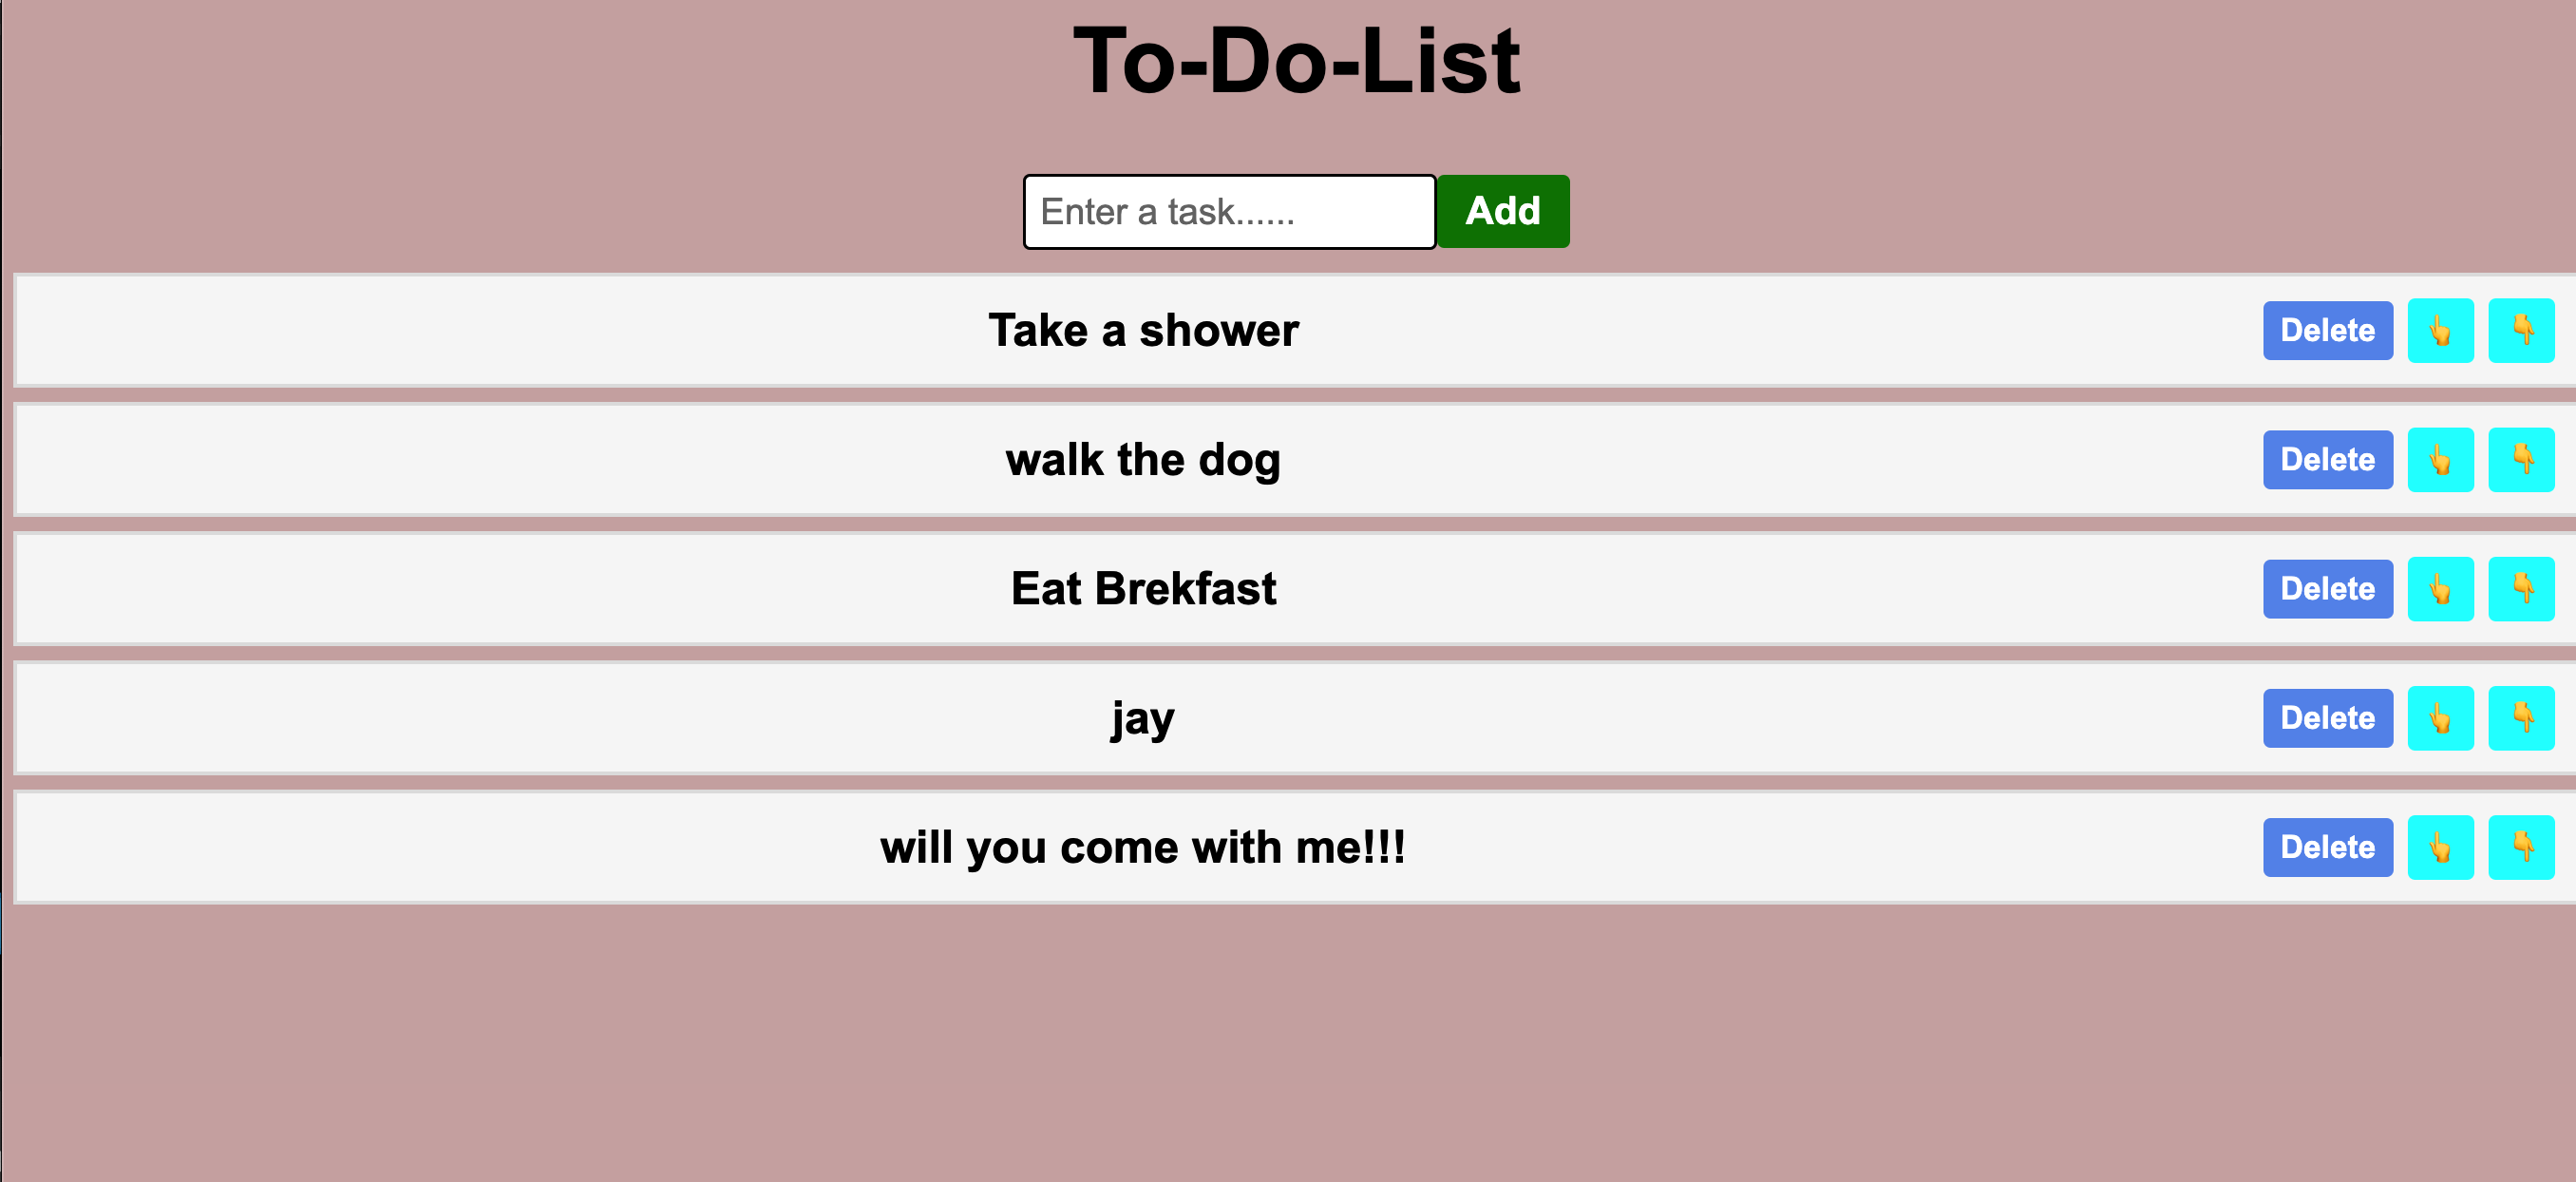 To-Do-List
Enter a task...... Add
Take a shower Delete 👆 👇
walk the dog Delete 👆 👇
Eat Brekfast Delete 👆 👇
jay Delete 👆 👇
will you come with me!!! Delete 👆 👇